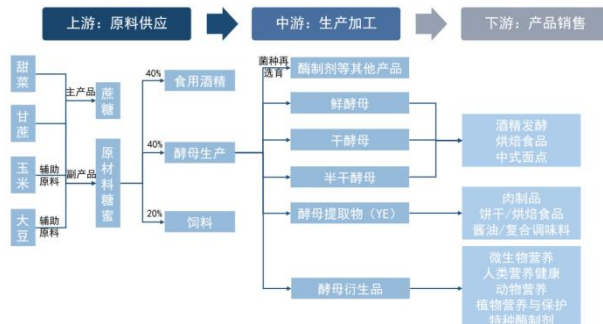 上游：原料供应
中游：生产加工
下游：产品销售
甜菜
甘蔗
玉米
大豆
主产品
辅助
原料
副产品
辅助
原料
蔗糖
原材料糖蜜
40%
食用酒精
40%
酵母生产
20%
饲料
菌种再
选育
酶制剂等其他产品
鲜酵母
干酵母
半干酵母
酵母提取物（YE）
酵母衍生品
酒精发酵
烘焙食品
中式面点
肉制品
饼干/烘焙食品
酱油/复合调味料
微生物营养
人类营养健康
动物营养
植物营养与保护
特种酶制剂